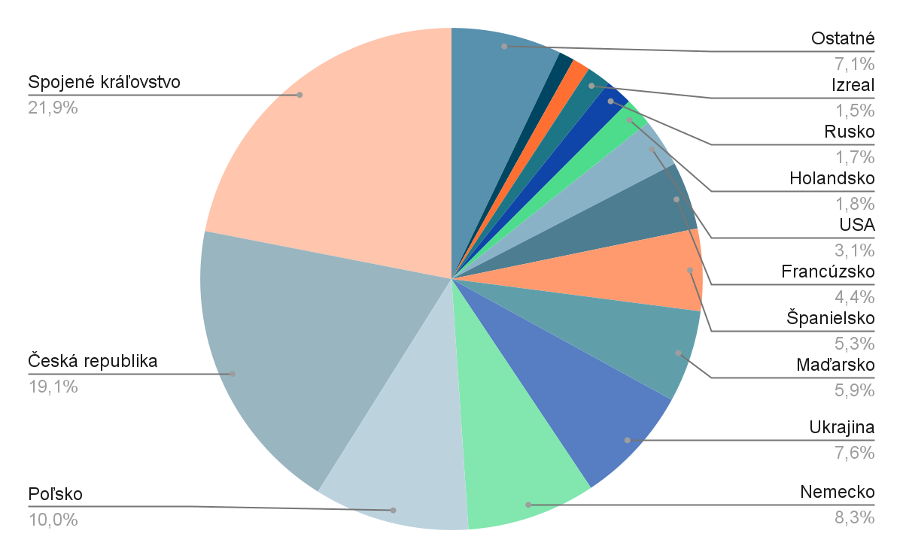 Spojené kráľovstvo
21,9%
Česká republika
19,1%
Poľsko
10,0%
Ostatné
7,1%
Izreal
1,5%
Rusko
1,7%
Holandsko
1,8%
USA
3,1%
Francúzsko
4,4%
Španielsko
5,3%
Maďarsko
5,9%
Ukrajina
7,6%
Nemecko
8,3%